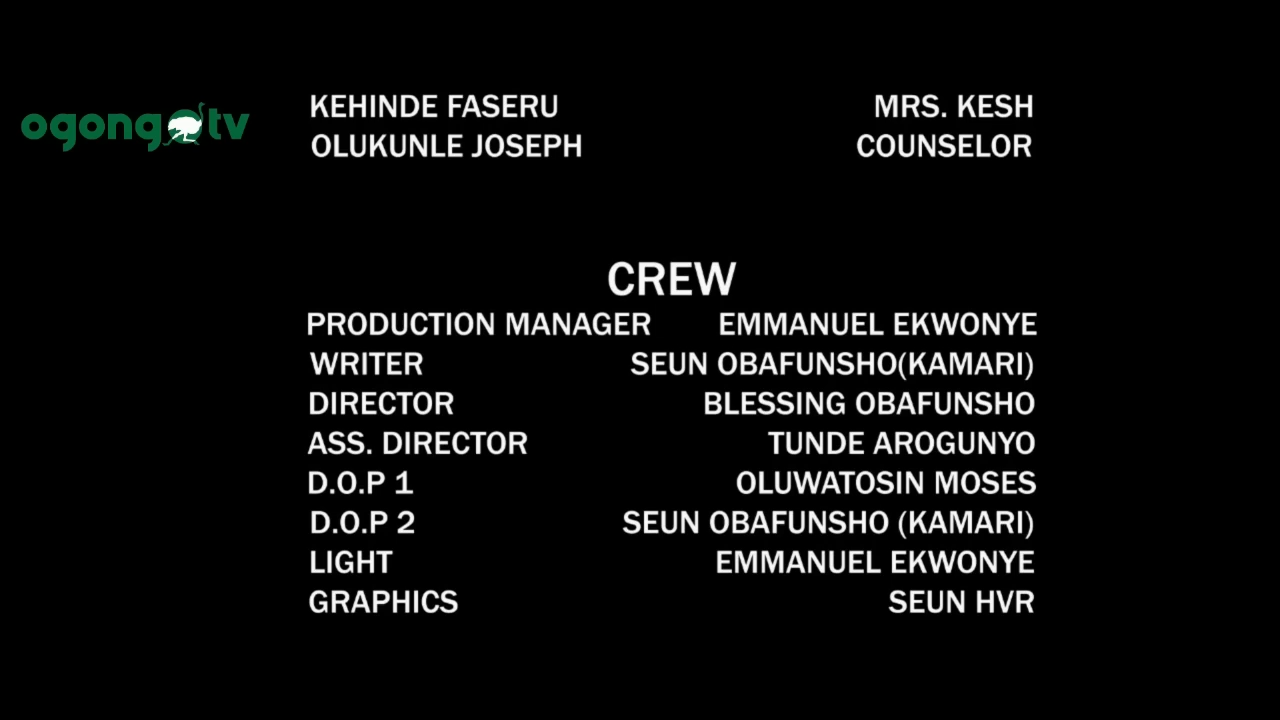 ogongotv
KEHINDE FASERU MRS. KESH
OLUKUNLE JOSEPH COUNSELOR
CREW
PRODUCTION MANAGER EMMANUEL EKWONYE
WRITER SEUN OBAFUNSHO(KAMARI)
DIRECTOR BLESSING OBAFUNSHO
ASS. DIRECTOR TUNDE AROGUNYO
D.O.P 1 OLUWATOSIN MOSES
D.O.P 2 SEUN OBAFUNSHO (KAMARI)
LIGHT EMMANUEL EKWONYE
GRAPHICS SEUN HVR